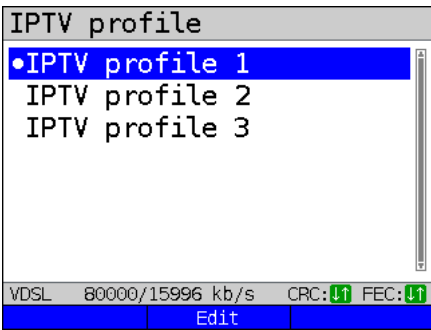 IPTV profile
•IPTV profile 1
IPTV profile 2
IPTV profile 3
VDSL 80000/15996 kb/s CRC:↓↑ FEC:↓↑
Edit